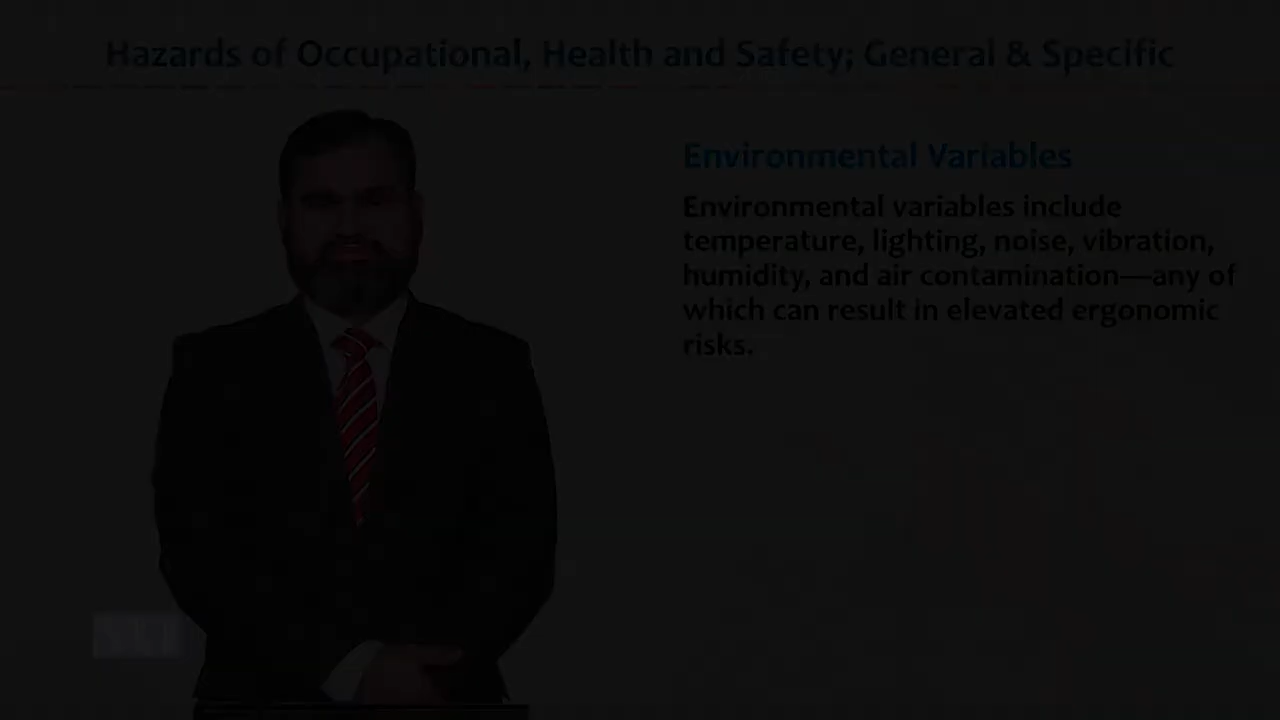 Hazards of Occupational, Health and Safety; General & Specific
Environmental Variables
Environmental variables include
temperature, lighting, noise, vibration,
humidity, and air contamination—any of
which can result in elevated ergonomic
risks.